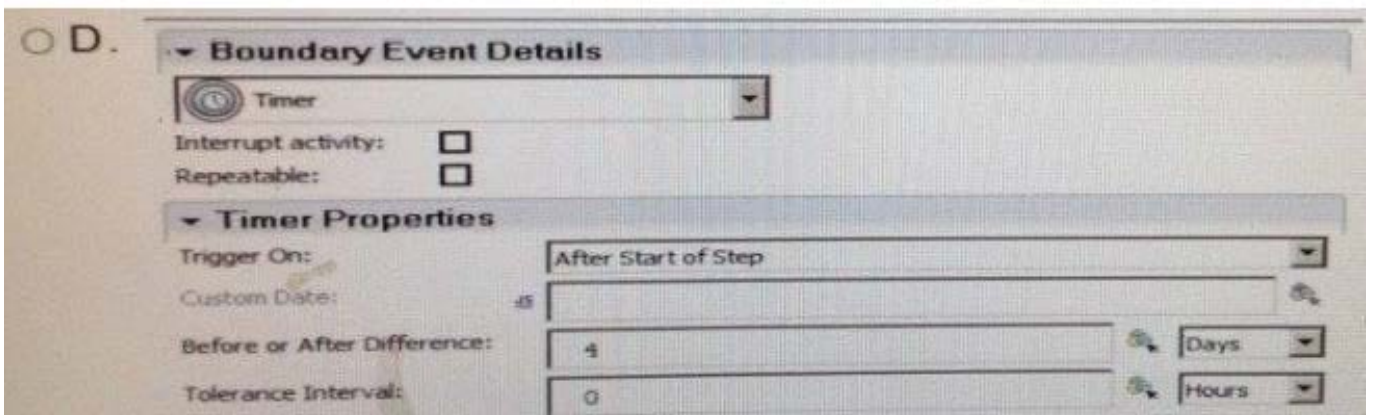 D.
Boundary Event Details
Timer
Interrupt activity:
Repeatable:
Timer Properties
Trigger On: After Start of Step
Custom Date:
Before or After Difference: 4 Days
Tolerance Interval: 0 Hours